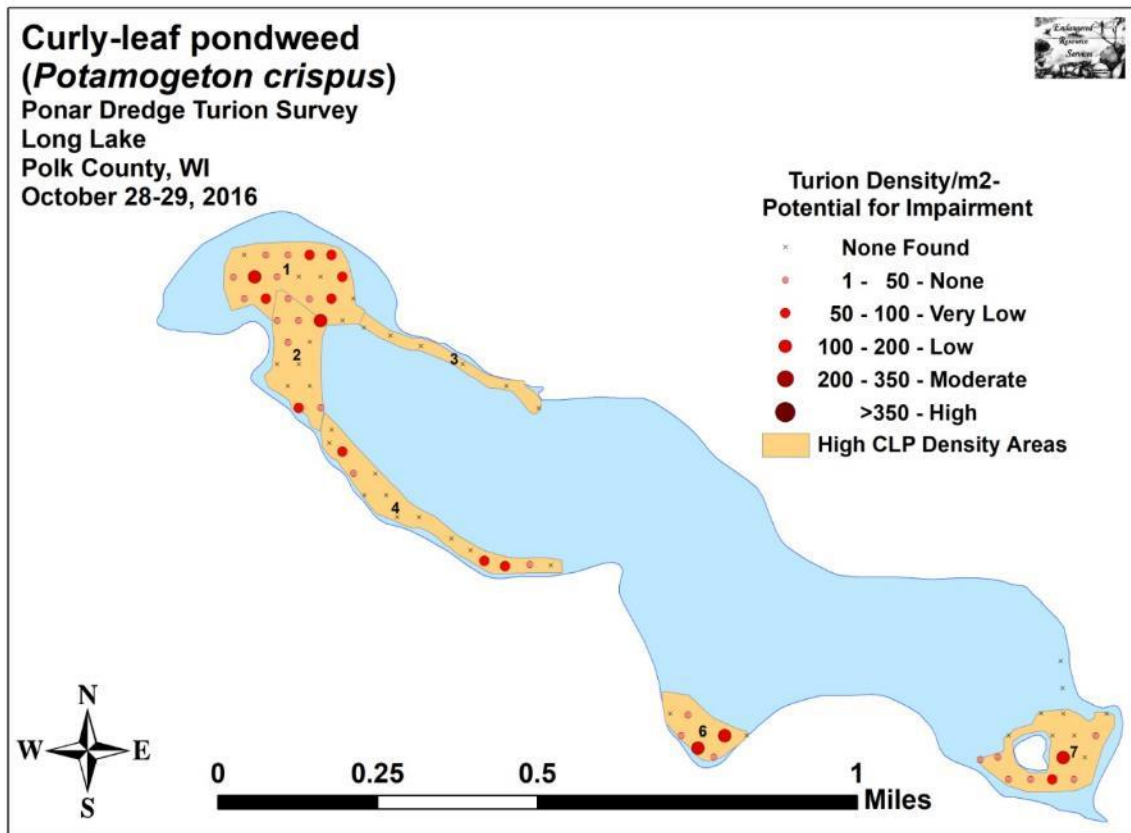 Curly-leaf pondweed
(Potamogeton crispus)
Ponar Dredge Turion Survey
Long Lake
Polk County, WI
October 28-29, 2016
Endangered
Resource
Services
Turion Density/m2-
Potential for Impairment
None Found
1 - 50 - None
50 - 100 - Very Low
100 - 200 - Low
200 - 350 - Moderate
>350 - High
High CLP Density Areas
1
2
3
4
6
7
N
W E
S
0 0.25 0.5 1
Miles